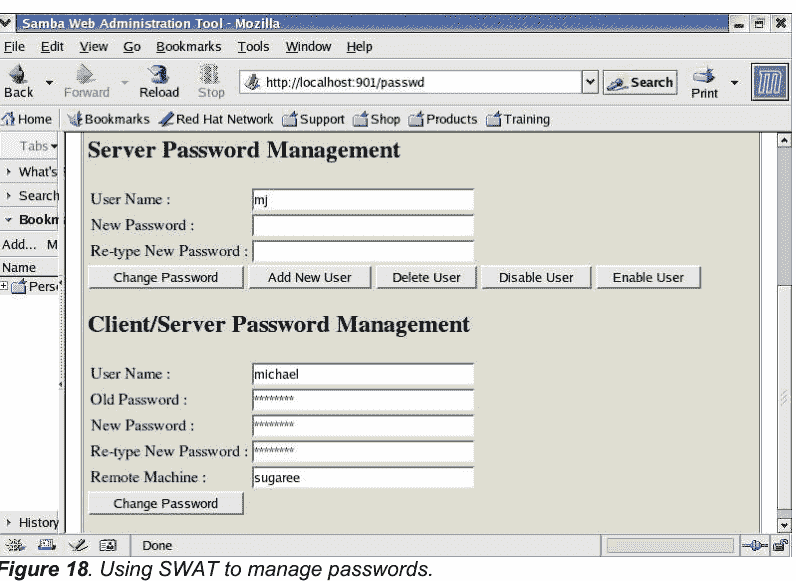 Samba Web Administration Tool - Mozilla
File Edit View Go Bookmarks Tools Window Help
Back Forward Reload Stop http://localhost:901/passwd Search Print
Home Bookmarks Red Hat Network Support Shop Products Training
Tabs
What's
Search
Bookm
Add... M
Name
Pers
History
Server Password Management
User Name : mj
New Password :
Re-type New Password :
Change Password Add New User Delete User Disable User Enable User
Client/Server Password Management
User Name : michael
Old Password : ********
New Password : ********
Re-type New Password : ********
Remote Machine : sugaree
Change Password
Done
Figure 18. Using SWAT to manage passwords.